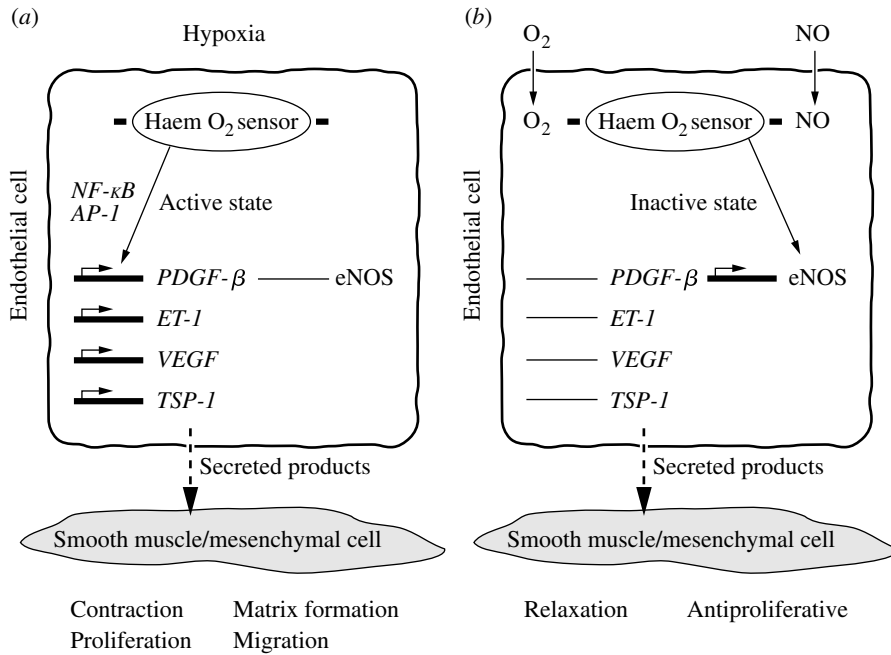 (a)
Hypoxia
Endothelial cell
Haem O2 sensor
NF-κB
AP-1
Active state
PDGF-β
eNOS
ET-1
VEGF
TSP-1
Secreted products
Smooth muscle/mesenchymal cell
Contraction Matrix formation
Proliferation Migration
(b)
O2 NO
Endothelial cell
O2 Haem O2 sensor NO
Inactive state
PDGF-β eNOS
ET-1
VEGF
TSP-1
Secreted products
Smooth muscle/mesenchymal cell
Relaxation Antiproliferative